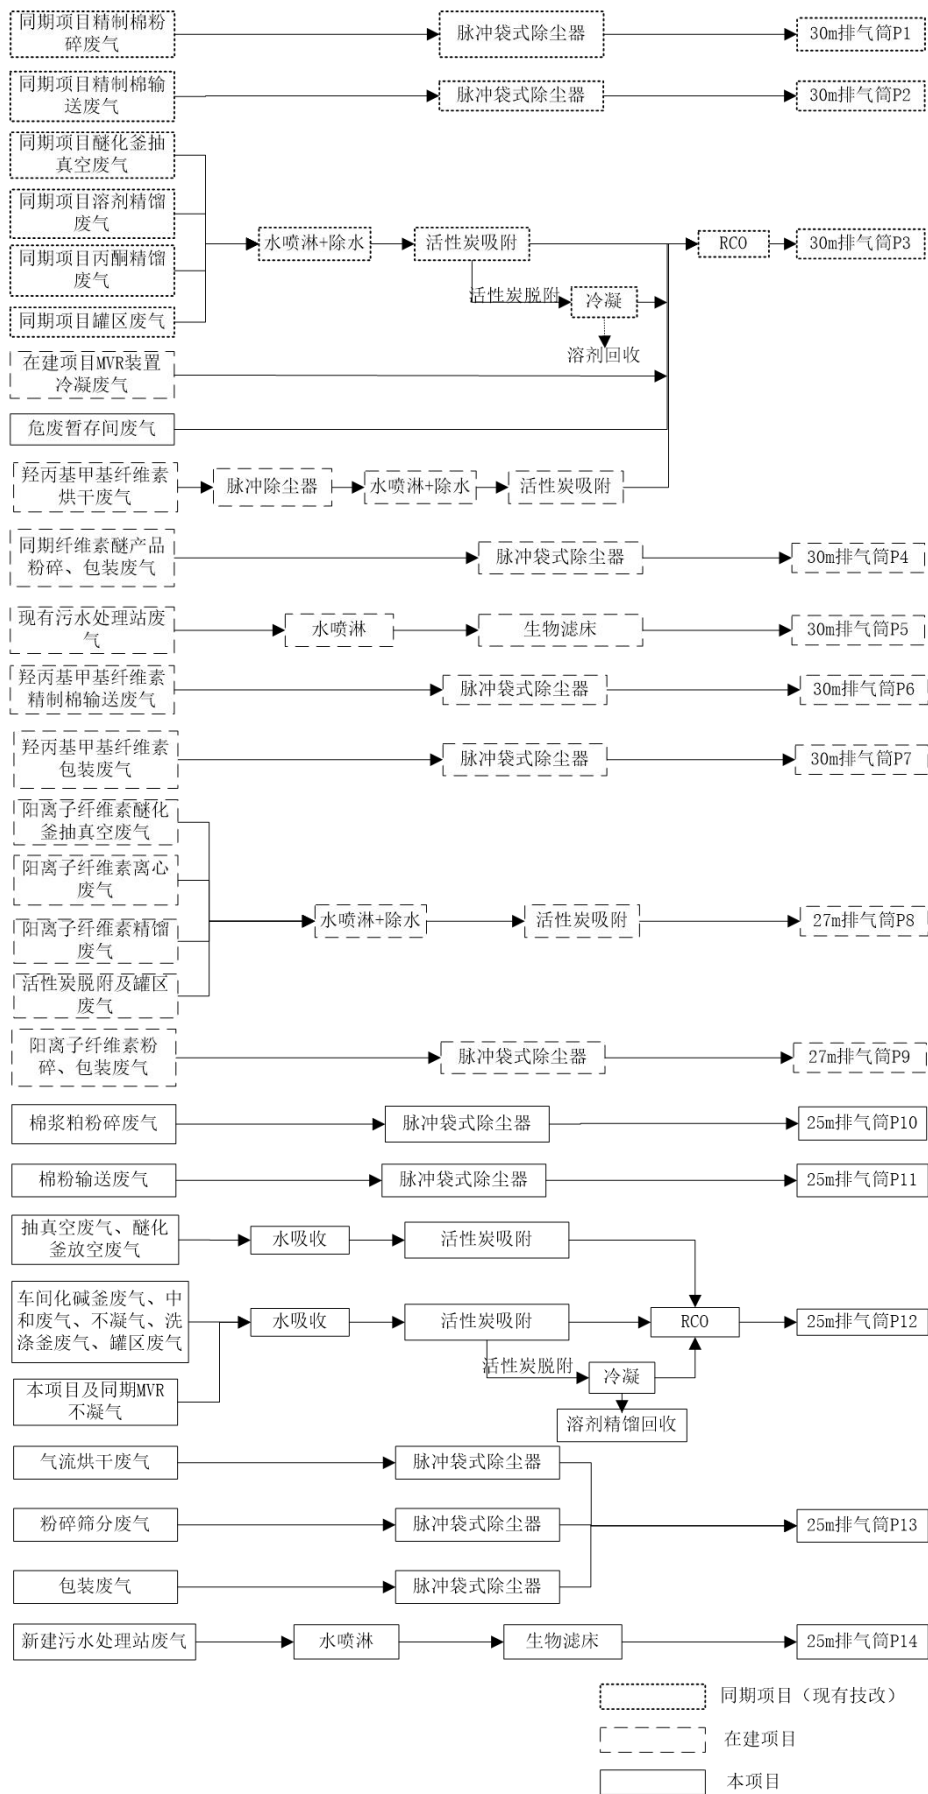 同期项目精制棉粉
碎废气
脉冲袋式除尘器
30m排气筒P1
同期项目精制棉输
送废气
脉冲袋式除尘器
30m排气筒P2
同期项目醚化釜抽
真空废气
同期项目溶剂精馏
废气
同期项目丙酮精馏
废气
同期项目罐区废气
水喷淋+除水
活性炭吸附
RCO
30m排气筒P3
活性炭脱附
冷凝
溶剂回收
在建项目MVR装置
冷凝废气
危废暂存间废气
羟丙基甲基纤维素
烘干废气
脉冲除尘器
水喷淋+除水
活性炭吸附
同期纤维素醚产品
粉碎、包装废气
脉冲袋式除尘器
30m排气筒P4
现有污水处理站废
气
水喷淋
生物滤床
30m排气筒P5
羟丙基甲基纤维素
精制棉输送废气
脉冲袋式除尘器
30m排气筒P6
羟丙基甲基纤维素
包装废气
脉冲袋式除尘器
30m排气筒P7
阳离子纤维素醚化
釜抽真空废气
阳离子纤维素离心
废气
阳离子纤维素精馏
废气
活性炭脱附及罐区
废气
水喷淋+除水
活性炭吸附
27m排气筒P8
阳离子纤维素粉
碎、包装废气
脉冲袋式除尘器
27m排气筒P9
棉浆粕粉碎废气
脉冲袋式除尘器
25m排气筒P10
棉粉输送废气
脉冲袋式除尘器
25m排气筒P11
抽真空废气、醚化
釜放空废气
水吸收
活性炭吸附
车间化碱釜废气、中
和废气、不凝气、洗
涤釜废气、罐区废气
水吸收
活性炭吸附
RCO
25m排气筒P12
活性炭脱附
冷凝
溶剂精馏回收
本项目及同期MVR
不凝气
气流烘干废气
脉冲袋式除尘器
粉碎筛分废气
脉冲袋式除尘器
25m排气筒P13
包装废气
脉冲袋式除尘器
新建污水处理站废气
水喷淋
生物滤床
25m排气筒P14
同期项目（现有技改）
在建项目
本项目